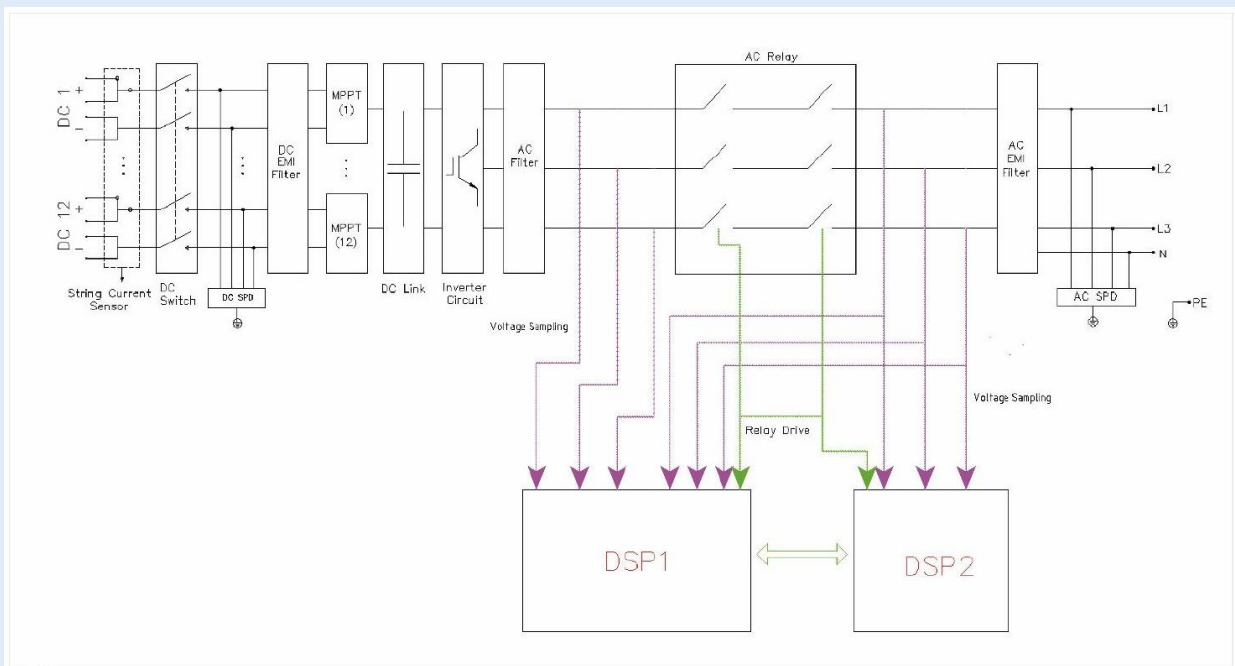 AC Relay
DC 1
+
-
DC 12
+
-
String Current
Sensor
DC
Switch
DC SPD
DC
EMI
Filter
MPPT
(1)
MPPT
(12)
DC Link
Inverter
Circuit
AC
Filter
AC
EMI
Filter
L1
L2
L3
N
AC SPD
PE
Voltage Sampling
Voltage Sampling
Relay Drive
DSP1
DSP2